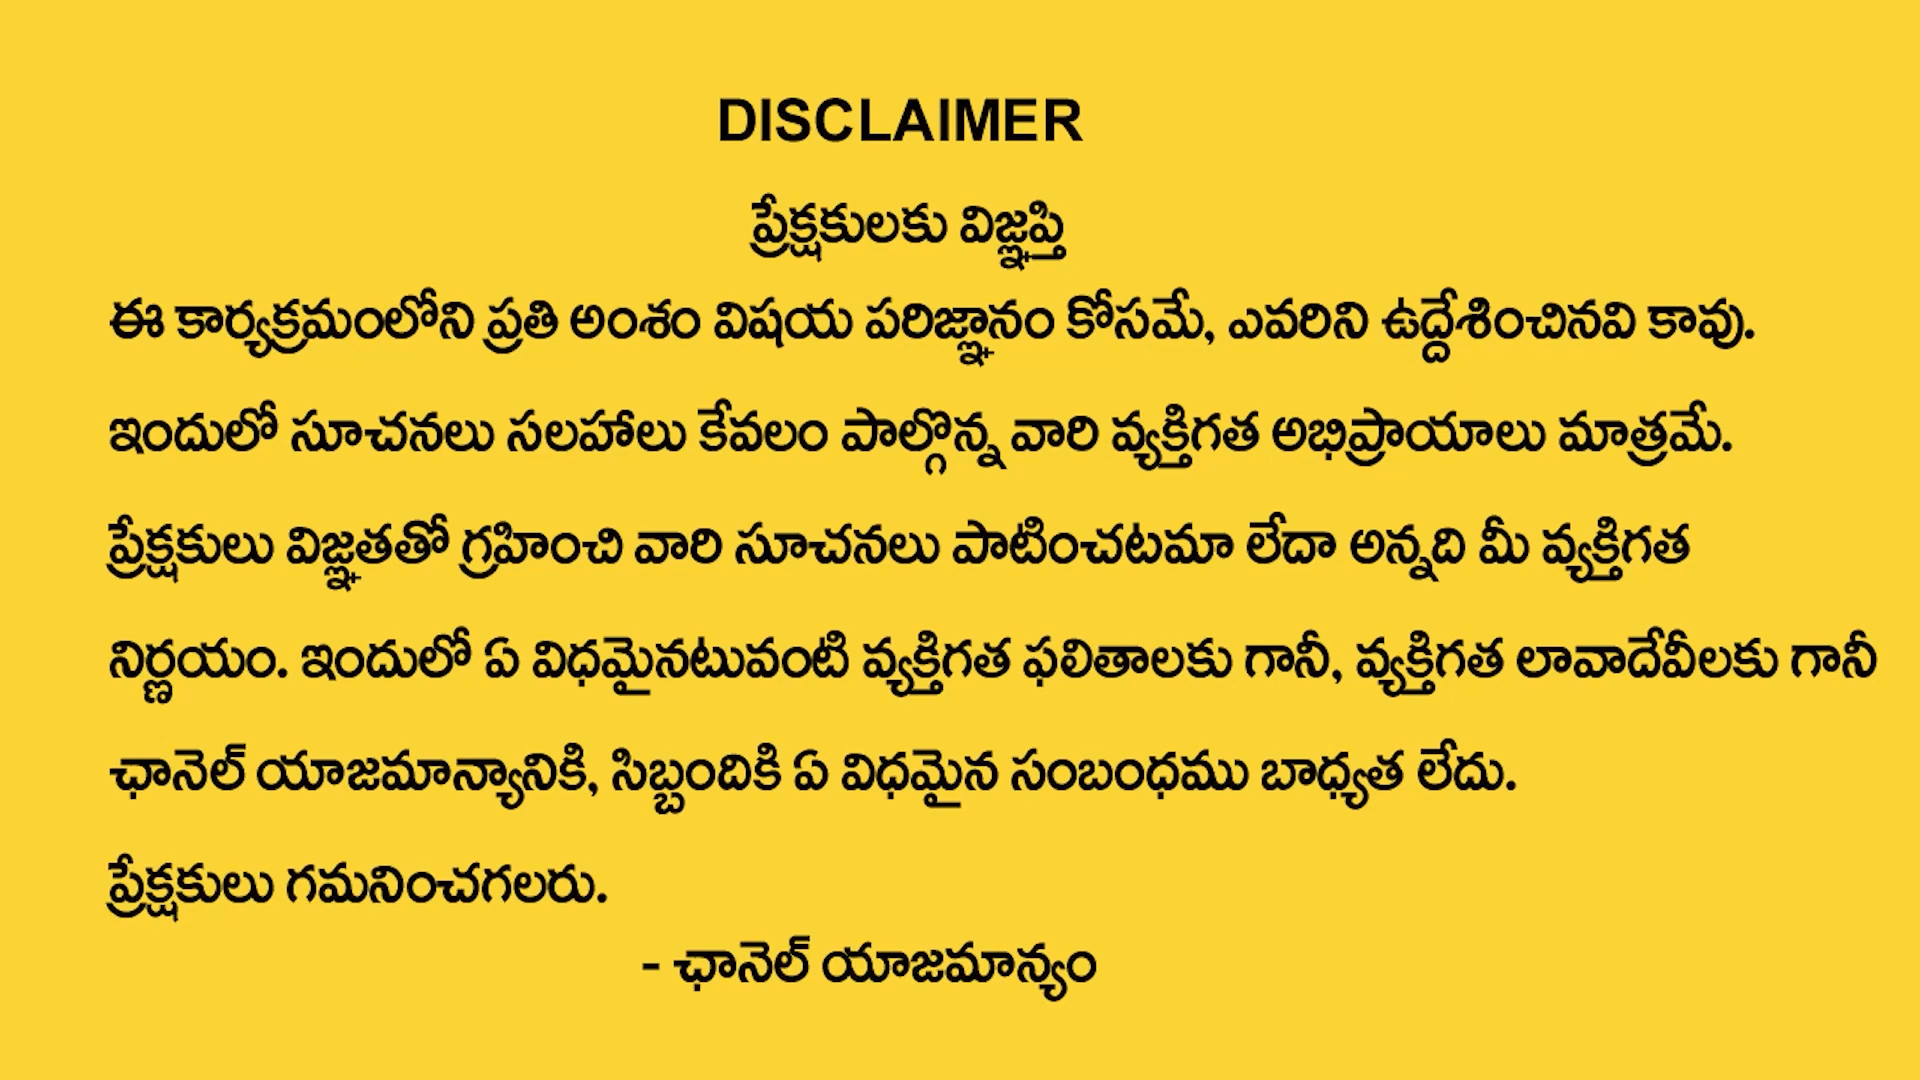 DISCLAIMER
ప్రేక్షకులకు విజ్ఞప్తి
ఈ కార్యక్రమంలోని ప్రతి అంశం విషయ పరిజ్ఞానం కోసమే, ఎవరిని ఉద్దేశించినవి కావు.
ఇందులో సూచనలు సలహాలు కేవలం పాల్గొన్న వారి వ్యక్తిగత అభిప్రాయాలు మాత్రమే.
ప్రేక్షకులు విజ్ఞతతో గ్రహించి వారి సూచనలు పాటించటమా లేదా అన్నది మీ వ్యక్తిగత
నిర్ణయం. ఇందులో ఏ విధమైనటువంటి వ్యక్తిగత ఫలితాలకు గానీ, వ్యక్తిగత లావాదేవీలకు గానీ
ఛానెల్ యాజమాన్యానికి, సిబ్బందికి ఏ విధమైన సంబంధము బాధ్యత లేదు.
ప్రేక్షకులు గమనించగలరు.
- ఛానెల్ యాజమాన్యం